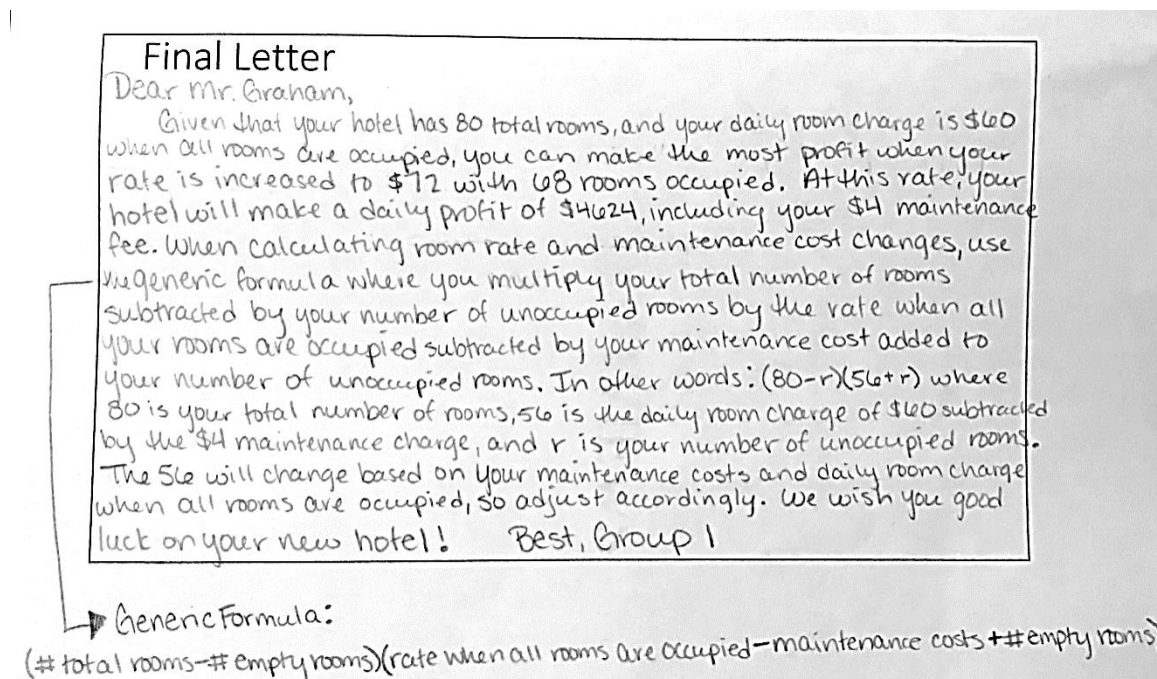 Final Letter
Dear Mr. Graham,
Given that your hotel has 80 total rooms, and your daily room charge is $60
when all rooms are occupied, you can make the most profit when your
rate is increased to $72 with 68 rooms occupied. At this rate, your
hotel will make a daily profit of $4624, including your $4 maintenance
fee. When calculating room rate and maintenance cost changes, use
the generic formula where you multiply your total number of rooms
subtracted by your number of unoccupied rooms by the rate when all
your rooms are occupied subtracted by your maintenance cost added to
your number of unoccupied rooms. In other words: (80-r)(56+r) where
80 is your total number of rooms, 56 is the daily room charge of $60 subtracted
by the $4 maintenance charge, and r is your number of unoccupied rooms.
The 56 will change based on your maintenance costs and daily room charge
when all rooms are occupied, so adjust accordingly. We wish you good
luck on your new hotel! Best, Group 1
Generic Formula:
(# total rooms-# empty rooms)(rate when all rooms are occupied-maintenance costs+# empty rooms)